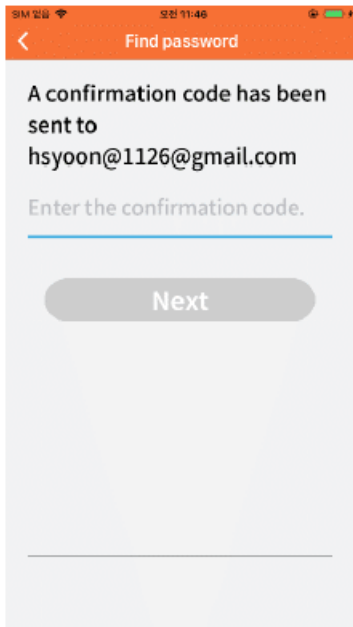 SIM 없음 오전 11:46
Find password
A confirmation code has been
sent to
hsyoon@1126@gmail.com
Enter the confirmation code.
Next